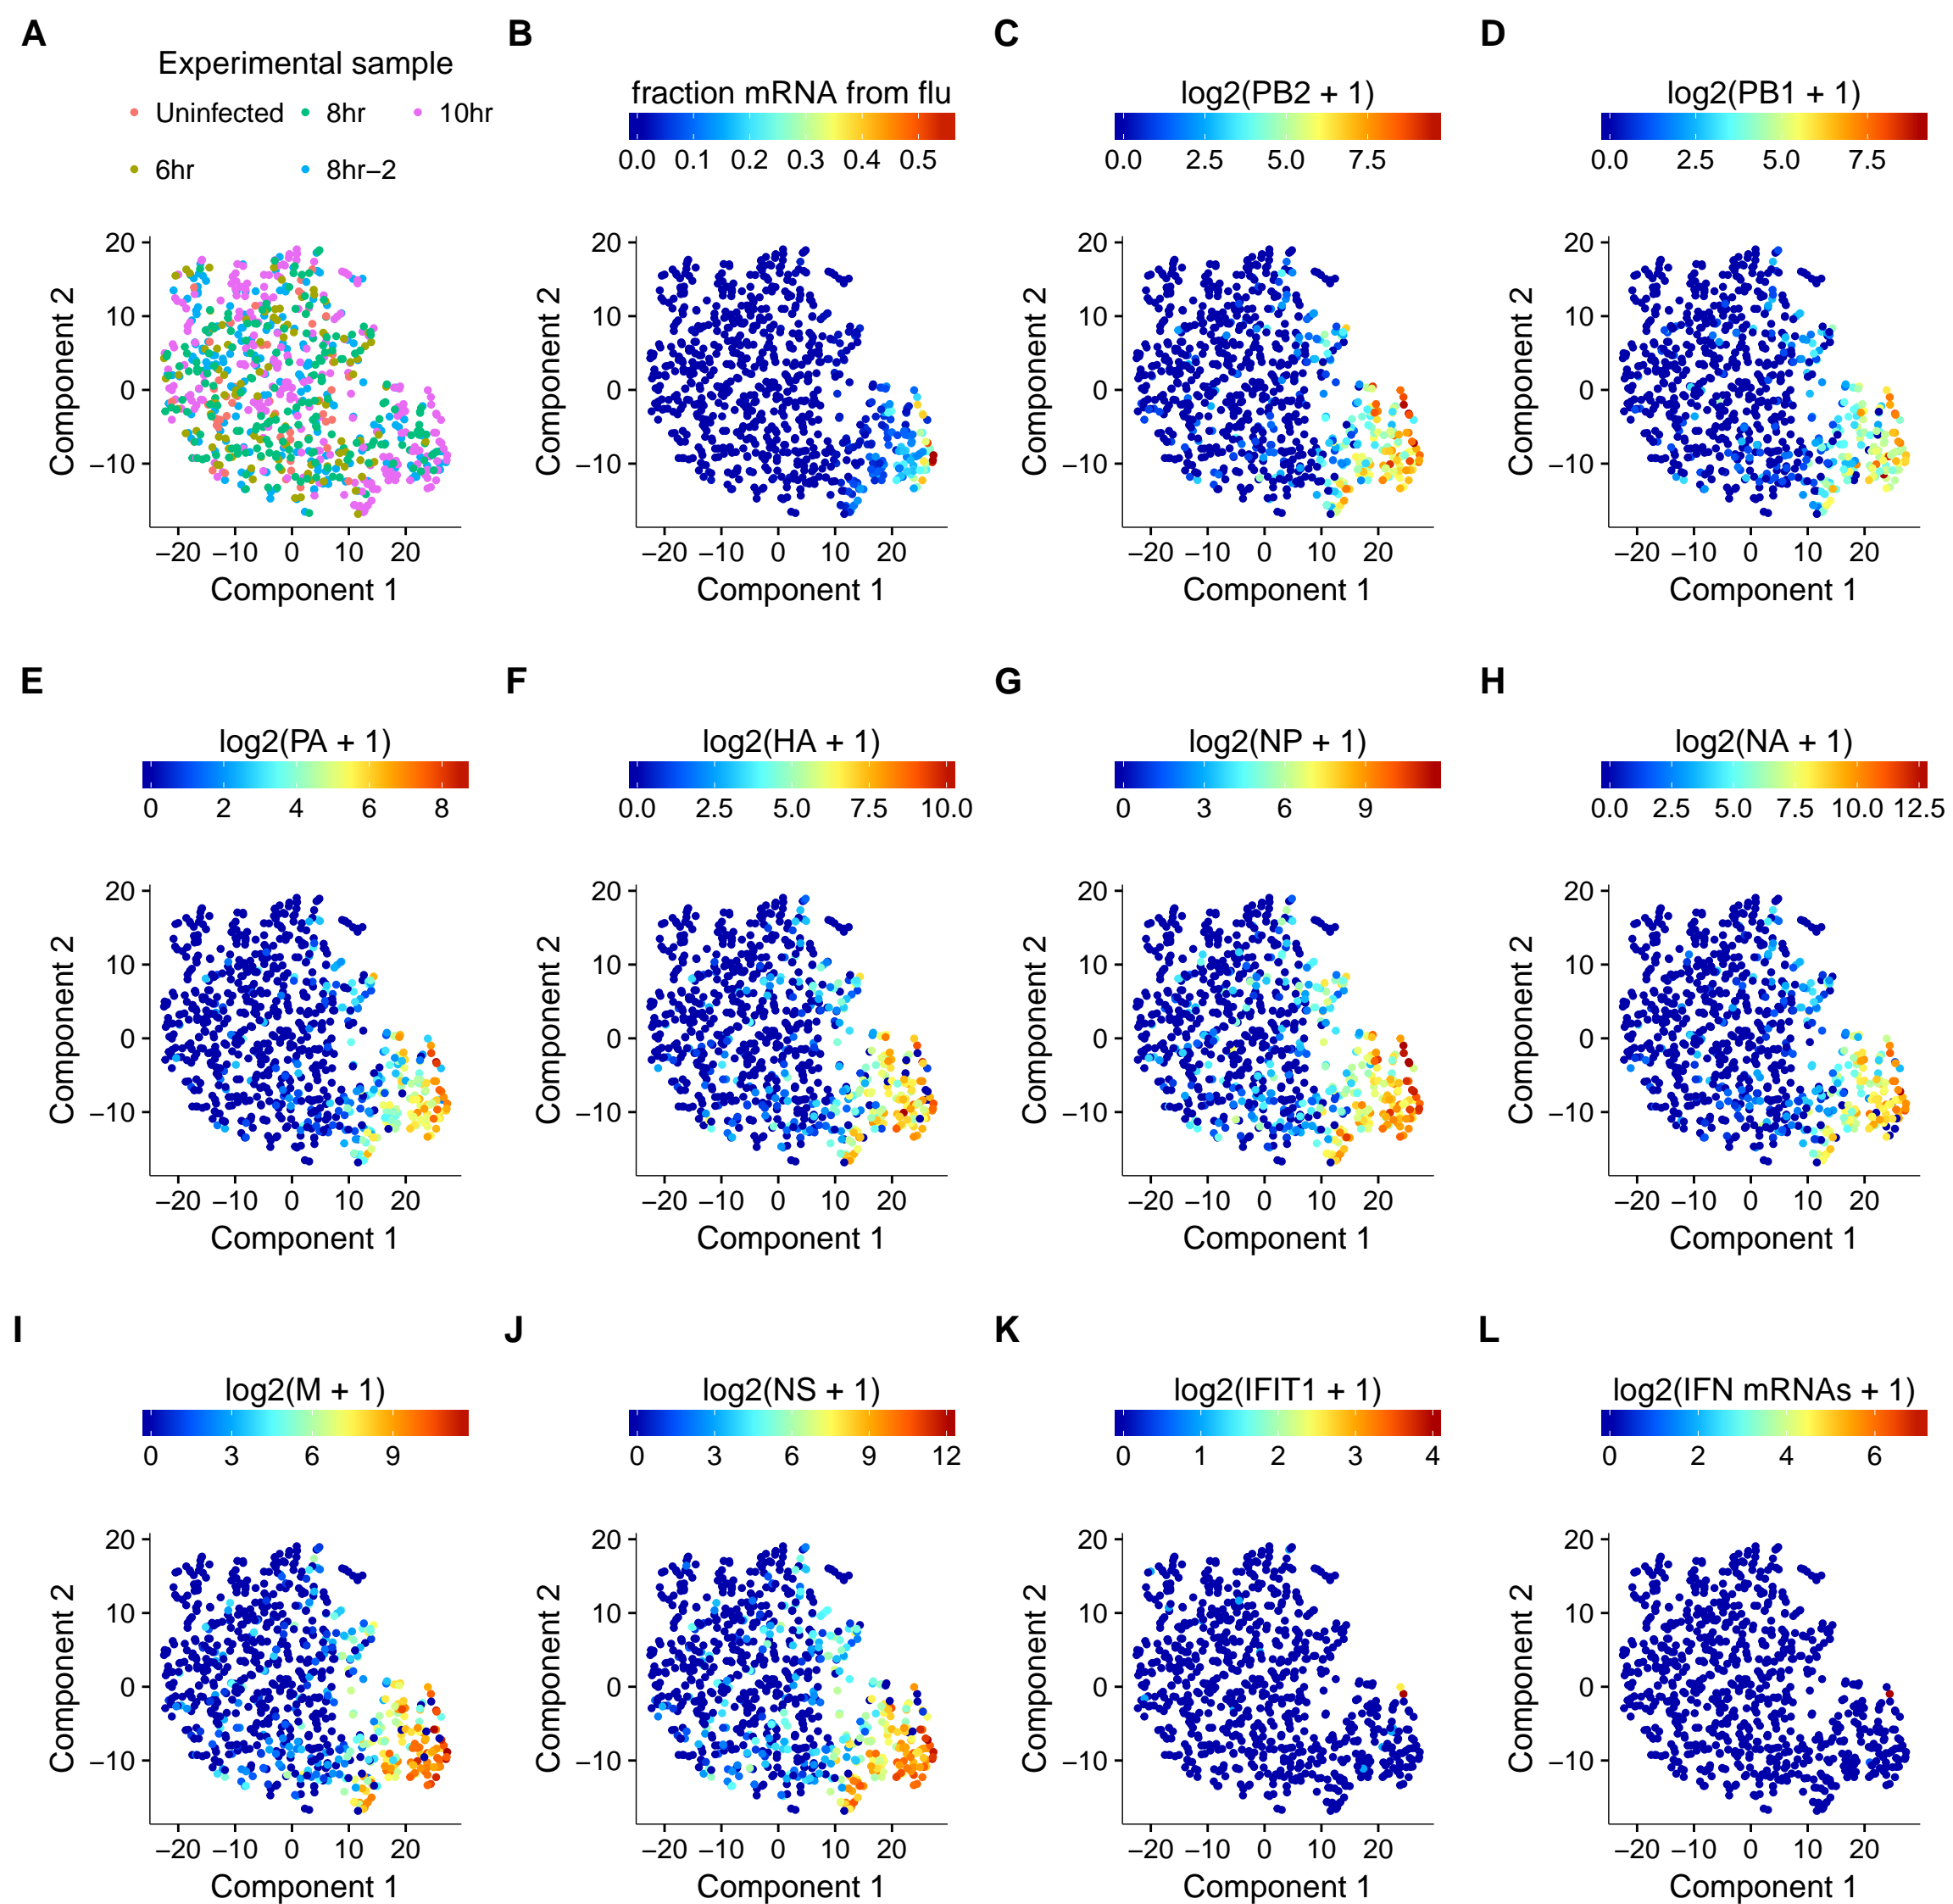 A
Experimental sample
Uninfected 8hr 10hr
6hr 8hr−2
20
10
0
−10
−20 −10 0 10 20
Component 1
Component 2
B
fraction mRNA from flu
0.0 0.1 0.2 0.3 0.4 0.5
20
10
0
−10
−20 −10 0 10 20
Component 1
Component 2
C
log2(PB2 + 1)
0.0 2.5 5.0 7.5
20
10
0
−10
−20 −10 0 10 20
Component 1
Component 2
D
log2(PB1 + 1)
0.0 2.5 5.0 7.5
20
10
0
−10
−20 −10 0 10 20
Component 1
Component 2
E
log2(PA + 1)
0 2 4 6 8
20
10
0
−10
−20 −10 0 10 20
Component 1
Component 2
F
log2(HA + 1)
0.0 2.5 5.0 7.5 10.0
20
10
0
−10
−20 −10 0 10 20
Component 1
Component 2
G
log2(NP + 1)
0 3 6 9
20
10
0
−10
−20 −10 0 10 20
Component 1
Component 2
H
log2(NA + 1)
0.0 2.5 5.0 7.5 10.0 12.5
20
10
0
−10
−20 −10 0 10 20
Component 1
Component 2
I
log2(M + 1)
0 3 6 9
20
10
0
−10
−20 −10 0 10 20
Component 1
Component 2
J
log2(NS + 1)
0 3 6 9 12
20
10
0
−10
−20 −10 0 10 20
Component 1
Component 2
K
log2(IFIT1 + 1)
0 1 2 3 4
20
10
0
−10
−20 −10 0 10 20
Component 1
Component 2
L
log2(IFN mRNAs + 1)
0 2 4 6
20
10
0
−10
−20 −10 0 10 20
Component 1
Component 2